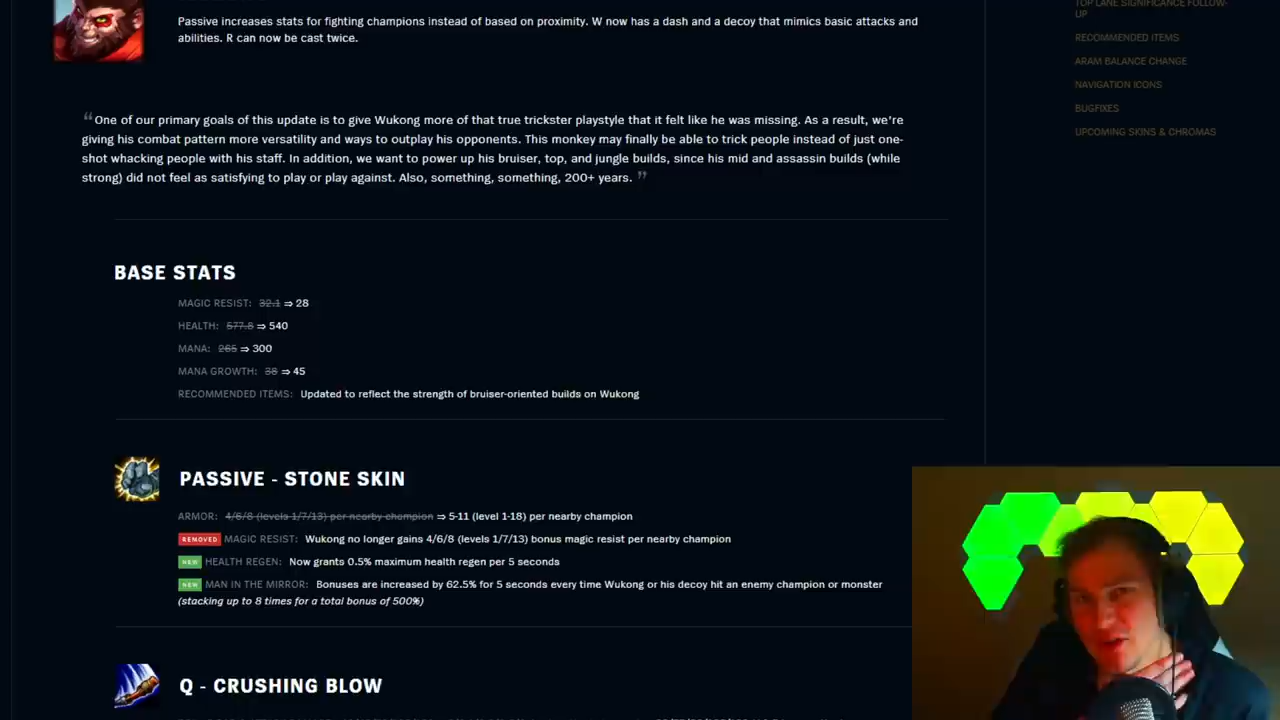 Passive increases stats for fighting champions instead of based on proximity. W now has a dash and a decoy that mimics basic attacks and
abilities. R can now be cast twice.
TOP LANE SIGNIFICANCE FOLLOW-
UP
RECOMMENDED ITEMS
ARAM BALANCE CHANGE
NAVIGATION ICONS
BUGFIXES
UPCOMING SKINS & CHROMAS
“One of our primary goals of this update is to give Wukong more of that true trickster playstyle that it felt like he was missing. As a result, we're
giving his combat pattern more versatility and ways to outplay his opponents. This monkey may finally be able to trick people instead of just one-
shot whacking people with his staff. In addition, we want to power up his bruiser, top, and jungle builds, since his mid and assassin builds (while
strong) did not feel as satisfying to play or play against. Also, something, something, 200+ years. ”
BASE STATS
MAGIC RESIST: 32.1 ⇒ 28
HEALTH: 577.8 ⇒ 540
MANA: 265 ⇒ 300
MANA GROWTH: 38 ⇒ 45
RECOMMENDED ITEMS: Updated to reflect the strength of bruiser-oriented builds on Wukong
PASSIVE - STONE SKIN
ARMOR: 4/6/8 (levels 1/7/13) per nearby champion ⇒ 5-11 (level 1-18) per nearby champion
REMOVED MAGIC RESIST: Wukong no longer gains 4/6/8 (levels 1/7/13) bonus magic resist per nearby champion
NEW HEALTH REGEN: Now grants 0.5% maximum health regen per 5 seconds
NEW MAN IN THE MIRROR: Bonuses are increased by 62.5% for 5 seconds every time Wukong or his decoy hit an enemy champion or monster
(stacking up to 8 times for a total bonus of 500%)
Q - CRUSHING BLOW